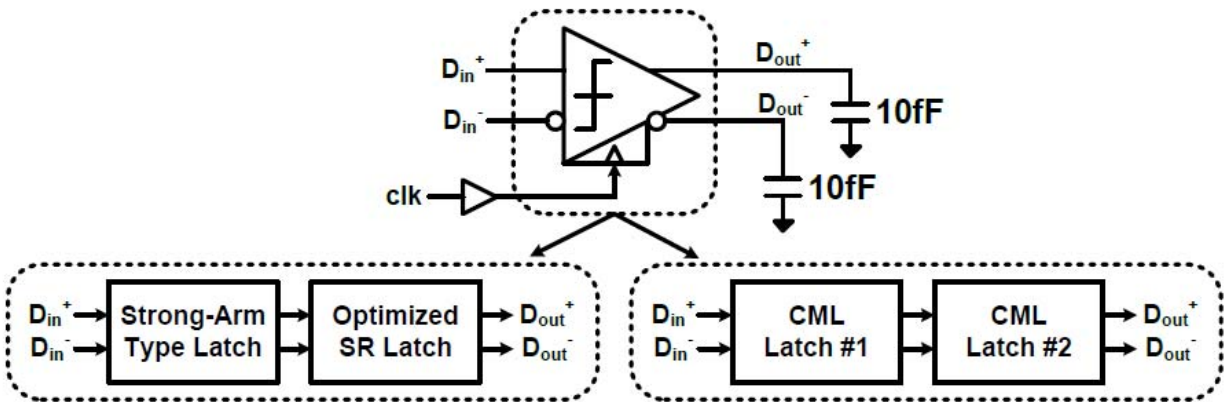 D_out^+
D_in^+
10fF
D_out^-
D_in^-
10fF
clk
D_in^+ Strong-Arm Optimized D_out^+
D_in^- Type Latch SR Latch D_out^-
D_in^+ CML CML D_out^+
D_in^- Latch #1 Latch #2 D_out^-